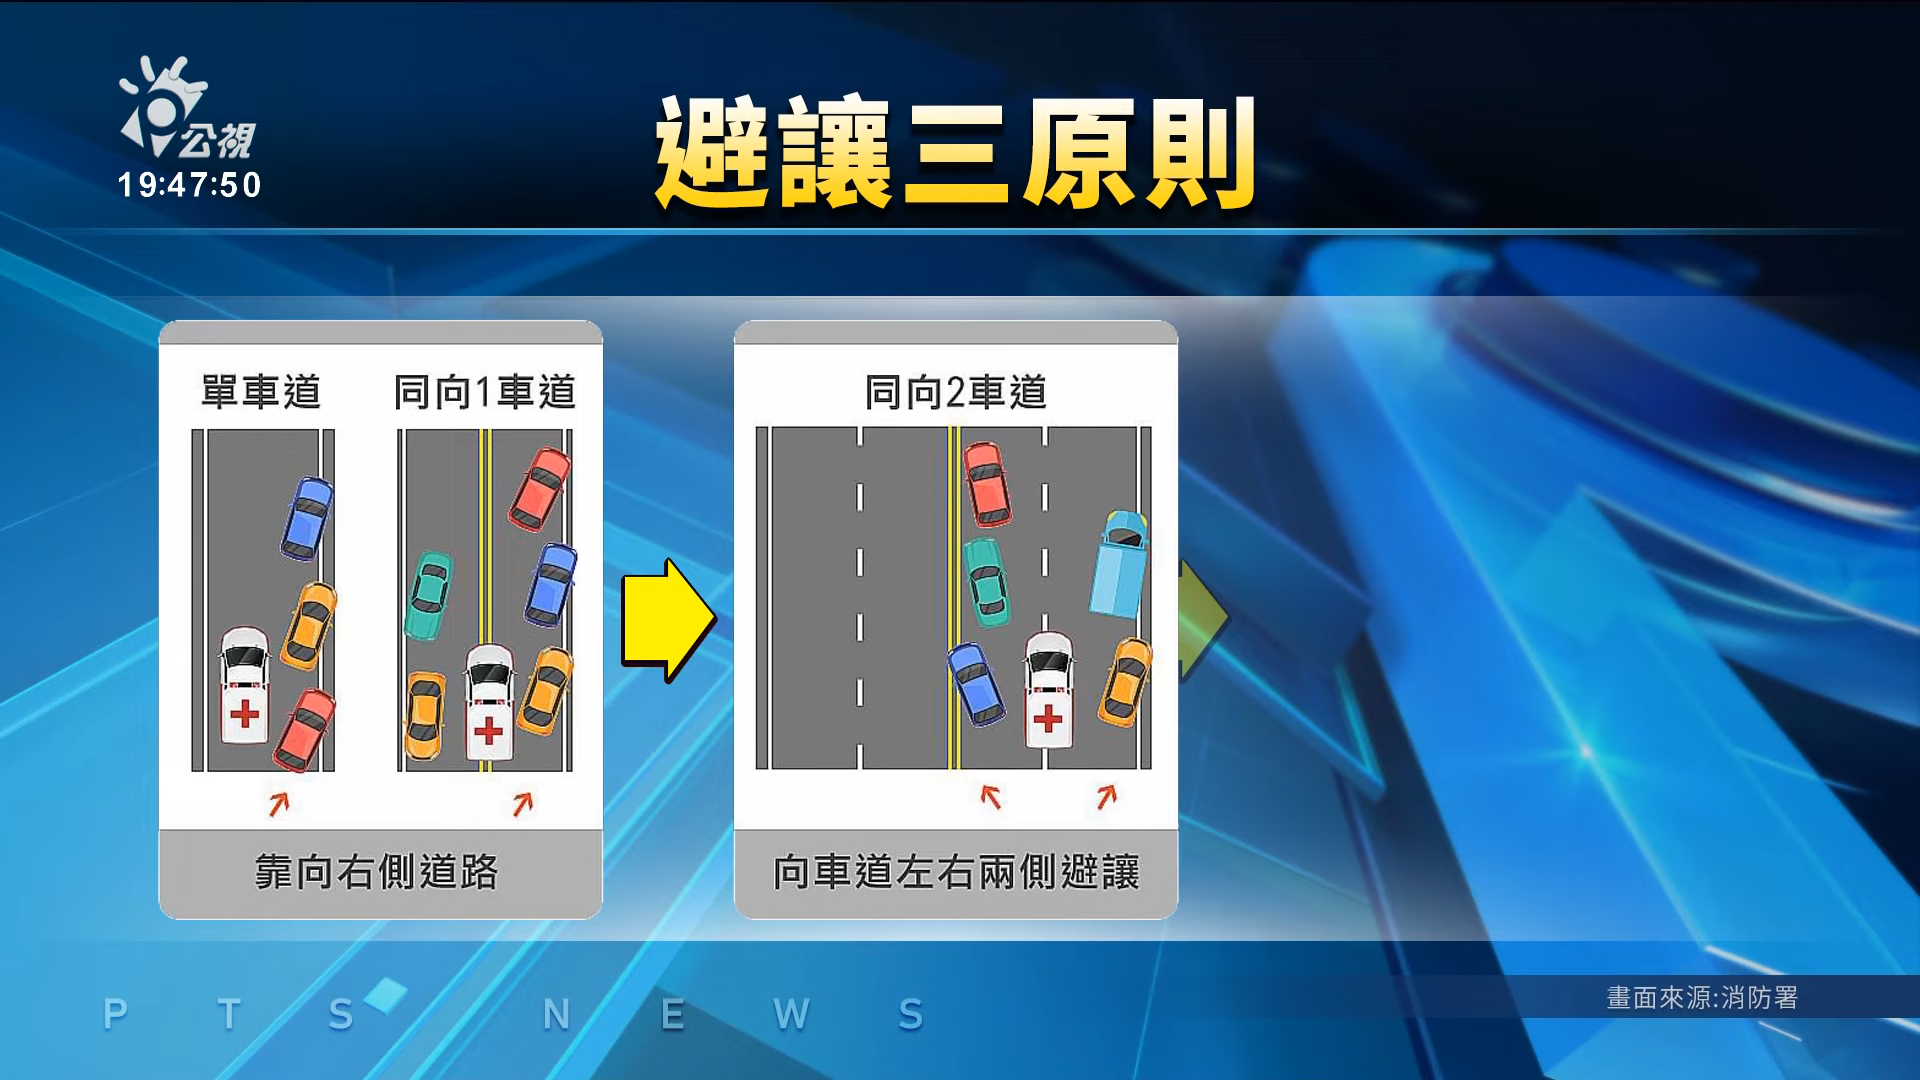 公視
19:47:50
避讓三原則
單車道
同向1車道
靠向右側道路
同向2車道
向車道左右兩側避讓
畫面來源:消防署
PTS NEWS